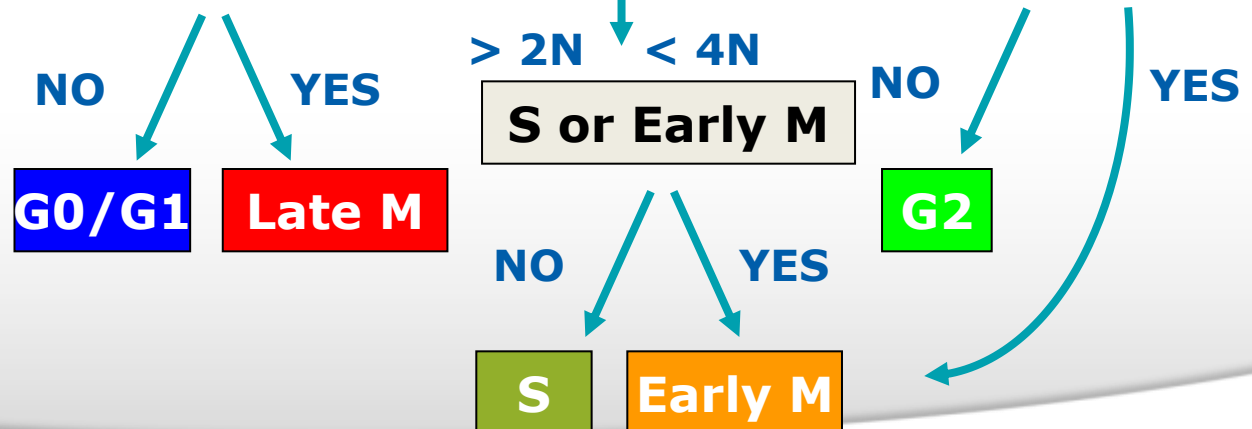 > 2N < 4N
NO YES
S or Early M
NO YES
G0/G1 Late M
G2
NO YES
S Early M